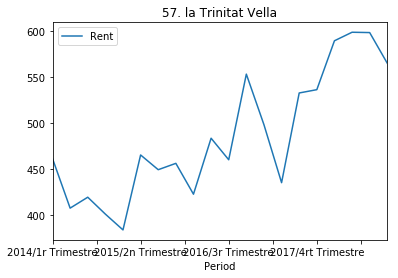 57. la Trinitat Vella
Rent
600
550
500
450
400
2014/1r Trimestre 2015/2n Trimestre 2016/3r Trimestre 2017/4rt Trimestre
Period